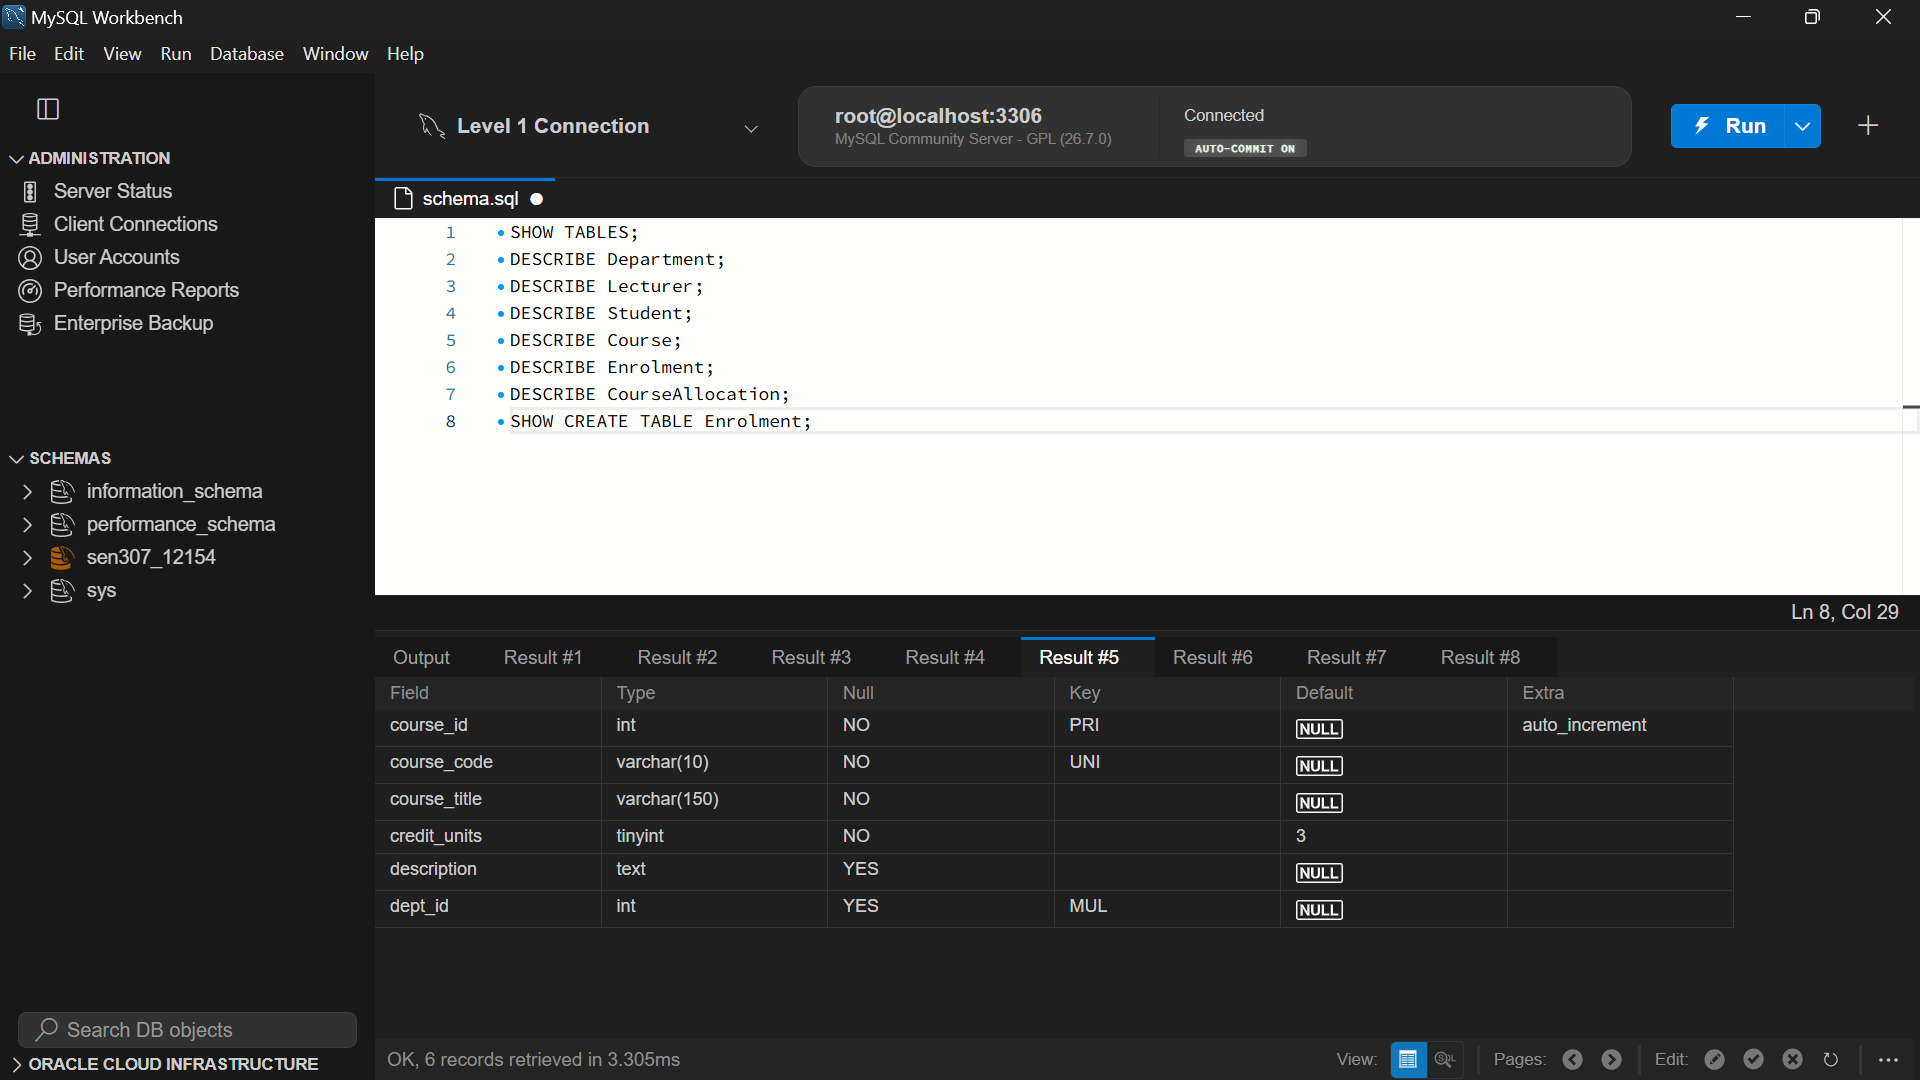 MySQL Workbench
File Edit View Run Database Window Help
Level 1 Connection
root@localhost:3306
MySQL Community Server - GPL (26.7.0)
Connected
AUTO-COMMIT ON
Run
ADMINISTRATION
Server Status
Client Connections
User Accounts
Performance Reports
Enterprise Backup
SCHEMAS
information_schema
performance_schema
sen307_12154
sys
Search DB objects
ORACLE CLOUD INFRASTRUCTURE
schema.sql
1 SHOW TABLES;
2 DESCRIBE Department;
3 DESCRIBE Lecturer;
4 DESCRIBE Student;
5 DESCRIBE Course;
6 DESCRIBE Enrolment;
7 DESCRIBE CourseAllocation;
8 SHOW CREATE TABLE Enrolment;
Ln 8, Col 29
Output Result #1 Result #2 Result #3 Result #4 Result #5 Result #6 Result #7 Result #8
Field Type Null Key Default Extra
course_id int NO PRI NULL auto_increment
course_code varchar(10) NO UNI NULL
course_title varchar(150) NO NULL
credit_units tinyint NO 3
description text YES NULL
dept_id int YES MUL NULL
OK, 6 records retrieved in 3.305ms
View: SQL Pages: Edit: